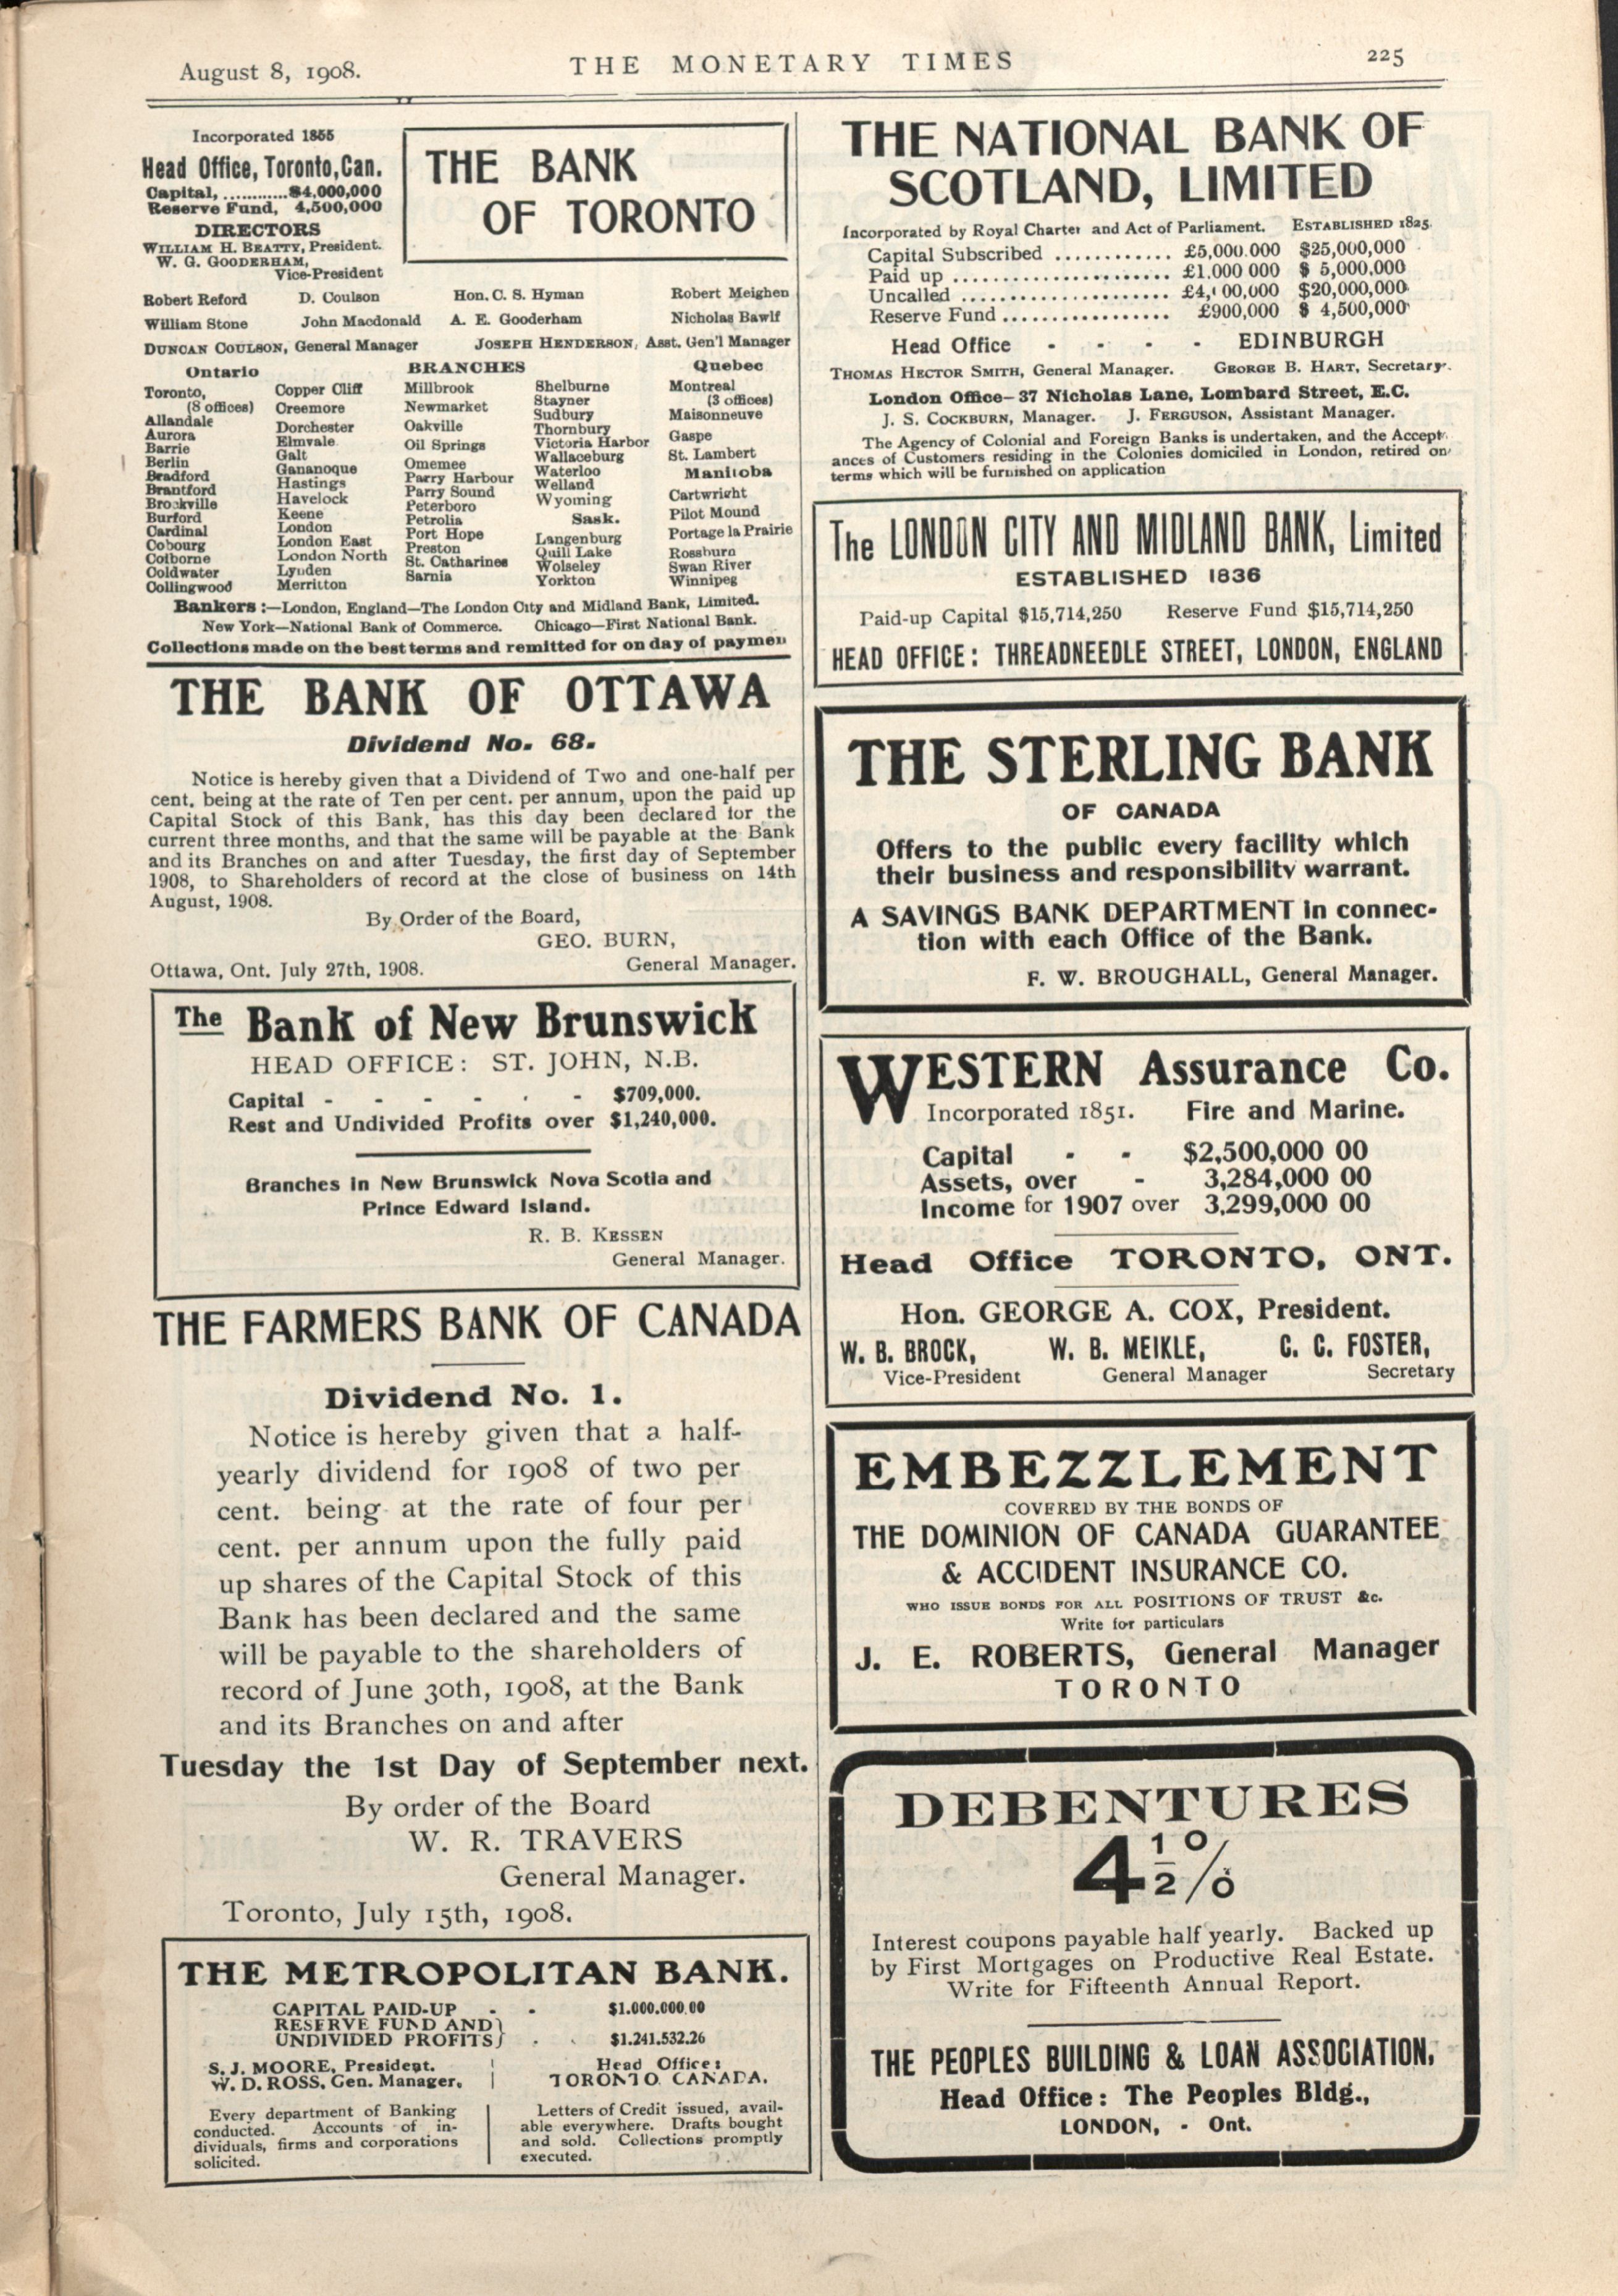 August 8, 1908.
THE MONETARY TIMES
225
Incorporated 1855
Head Office, Toronto, Can.
Capital, ............$4,000,000
Reserve Fund, 4,500,000
DIRECTORS
WILLIAM H. BEATTY, President.
W. G. GOODERHAM,
Vice-President
THE BANK
OF TORONTO
Robert Reford D. Coulson Hon. C. S. Hyman Robert Meighen
William Stone John Macdonald A. E. Gooderham Nicholas Bawlf
DUNCAN COULSON, General Manager JOSEPH HENDERSON, Asst. Gen'l Manager
BRANCHES
Ontario
Toronto,
(8 offices)
Allandale
Aurora
Barrie
Berlin
Bradford
Brantford
Brockville
Burford
Cardinal
Cobourg
Colborne
Coldwater
Collingwood
Copper Cliff
Creemore
Dorchester
Elmvale
Galt
Gananoque
Hastings
Havelock
Keene
London
London East
London North
Lynden
Merritton
Millbrook
Newmarket
Oakville
Oil Springs
Omemee
Parry Harbour
Parry Sound
Peterboro
Petrolia
Port Hope
Preston
St. Catharines
Sarnia
Shelburne
Stayner
Sudbury
Thornbury
Victoria Harbor
Wallaceburg
Waterloo
Welland
Wyoming
Sask.
Langenburg
Quill Lake
Wolseley
Yorkton
Quebec
Montreal
(3 offices)
Maisonneuve
Gaspe
St. Lambert
Manitoba
Cartwright
Pilot Mound
Portage la Prairie
Rossburn
Swan River
Winnipeg
Bankers:—London, England—The London City and Midland Bank, Limited.
New York—National Bank of Commerce. Chicago—First National Bank.
Collections made on the best terms and remitted for on day of paymen
THE BANK OF OTTAWA
Dividend No. 68.
Notice is hereby given that a Dividend of Two and one-half per
cent, being at the rate of Ten per cent. per annum, upon the paid up
Capital Stock of this Bank, has this day been declared for the
current three months, and that the same will be payable at the Bank
and its Branches on and after Tuesday, the first day of September
1908, to Shareholders of record at the close of business on 14th
August, 1908.
By Order of the Board,
GEO. BURN,
General Manager.
Ottawa, Ont. July 27th, 1908.
The Bank of New Brunswick
HEAD OFFICE: ST. JOHN, N.B.
Capital - - - - - - $709,000.
Rest and Undivided Profits over $1,240,000.
Branches in New Brunswick Nova Scotia and
Prince Edward Island.
R. B. KESSEN
General Manager.
THE FARMERS BANK OF CANADA
Dividend No. 1.
Notice is hereby given that a half-
yearly dividend for 1908 of two per
cent. being at the rate of four per
cent. per annum upon the fully paid
up shares of the Capital Stock of this
Bank has been declared and the same
will be payable to the shareholders of
record of June 30th, 1908, at the Bank
and its Branches on and after
Tuesday the 1st Day of September next.
By order of the Board
W. R. TRAVERS
General Manager.
Toronto, July 15th, 1908.
THE METROPOLITAN BANK.
CAPITAL PAID-UP - - $1.000.000.00
RESERVE FUND AND
UNDIVIDED PROFITS } - - $1.241.532.26
S. J. MOORE, President.
W. D. ROSS, Gen. Manager.
Head Office:
TORONTO CANADA.
Every department of Banking
conducted. Accounts of in-
dividuals, firms and corporations
solicited.
Letters of Credit issued, avail-
able everywhere. Drafts bought
and sold. Collections promptly
executed.
THE NATIONAL BANK OF
SCOTLAND, LIMITED
Incorporated by Royal Charter and Act of Parliament. ESTABLISHED 1825.
Capital Subscribed ............ £5,000.000 $25,000,000
Paid up ...................... £1,000 000 $ 5,000,000
Uncalled ..................... £4,000,000 $20,000,000
Reserve Fund ................. £900,000 $ 4,500,000
Head Office - - - - EDINBURGH
THOMAS HECTOR SMITH, General Manager. GEORGE B. HART, Secretary.
London Office—37 Nicholas Lane, Lombard Street, E.C.
J. S. COCKBURN, Manager. J. FERGUSON, Assistant Manager.
The Agency of Colonial and Foreign Banks is undertaken, and the Accept-
ances of Customers residing in the Colonies domiciled in London, retired on
terms which will be furnished on application
The LONDON CITY AND MIDLAND BANK, Limited
ESTABLISHED 1836
Paid-up Capital $15,714,250 Reserve Fund $15,714,250
HEAD OFFICE: THREADNEEDLE STREET, LONDON, ENGLAND
THE STERLING BANK
OF CANADA
Offers to the public every facility which
their business and responsibility warrant.
A SAVINGS BANK DEPARTMENT in connec-
tion with each Office of the Bank.
F. W. BROUGHALL, General Manager.
WESTERN Assurance Co.
Incorporated 1851. Fire and Marine.
Capital - - $2,500,000 00
Assets, over - 3,284,000 00
Income for 1907 over 3,299,000 00
Head Office TORONTO, ONT.
Hon. GEORGE A. COX, President.
W. B. BROCK, W. B. MEIKLE, C. C. FOSTER,
Vice-President General Manager Secretary
EMBEZZLEMENT
COVERED BY THE BONDS OF
THE DOMINION OF CANADA GUARANTEE
& ACCIDENT INSURANCE CO.
WHO ISSUE BONDS FOR ALL POSITIONS OF TRUST &c.
Write for particulars
J. E. ROBERTS, General Manager
TORONTO
DEBENTURES
4½%
Interest coupons payable half yearly. Backed up
by First Mortgages on Productive Real Estate.
Write for Fifteenth Annual Report.
THE PEOPLES BUILDING & LOAN ASSOCIATION,
Head Office: The Peoples Bldg.,
LONDON, - Ont.